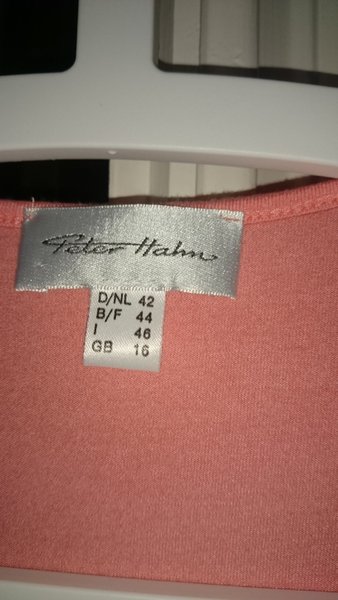 Peter Hahn
D/NL 42
B/F 44
I 46
GB 16